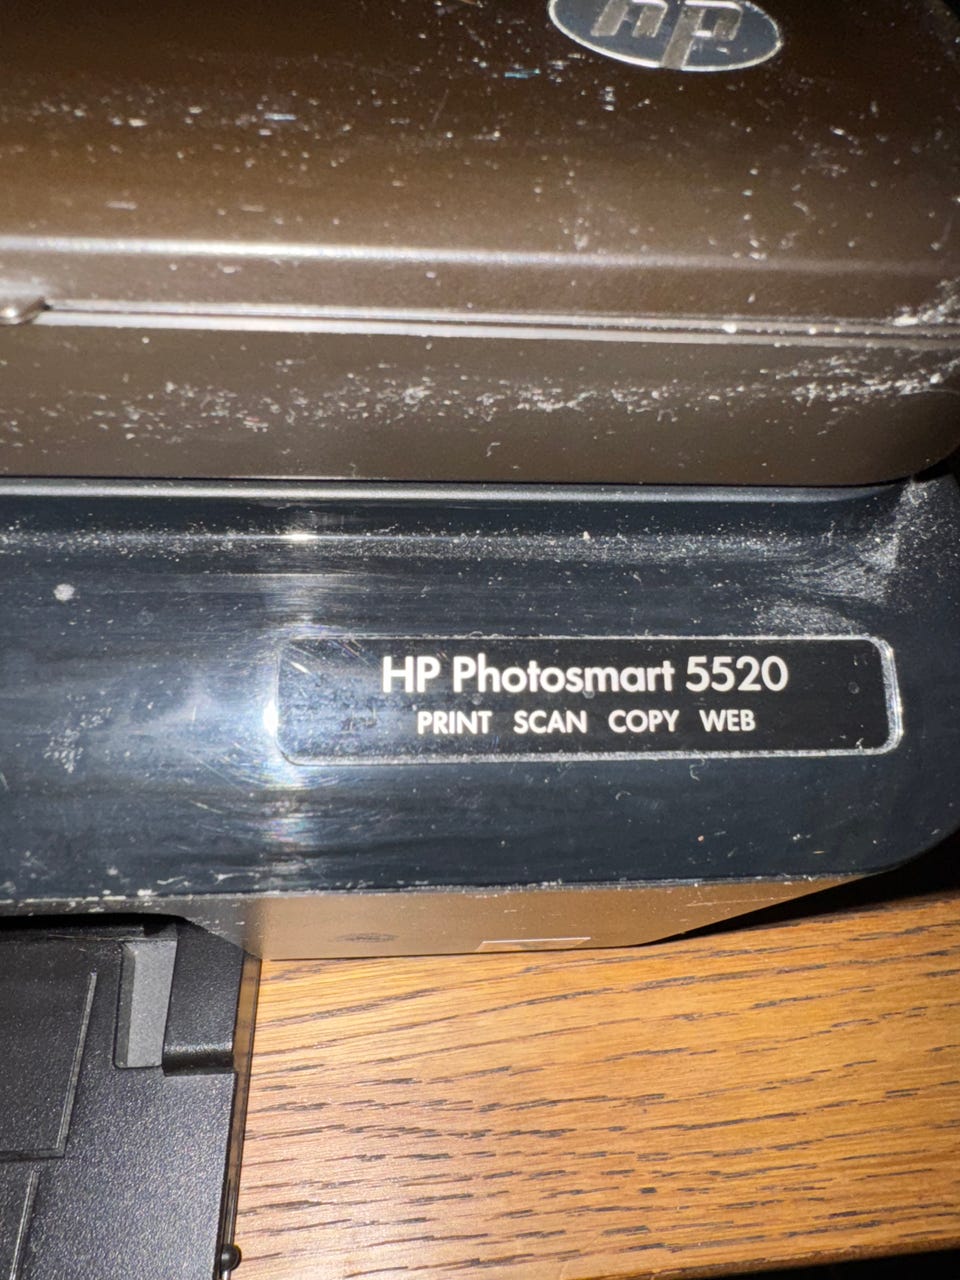 hp
HP Photosmart 5520
PRINT SCAN COPY WEB